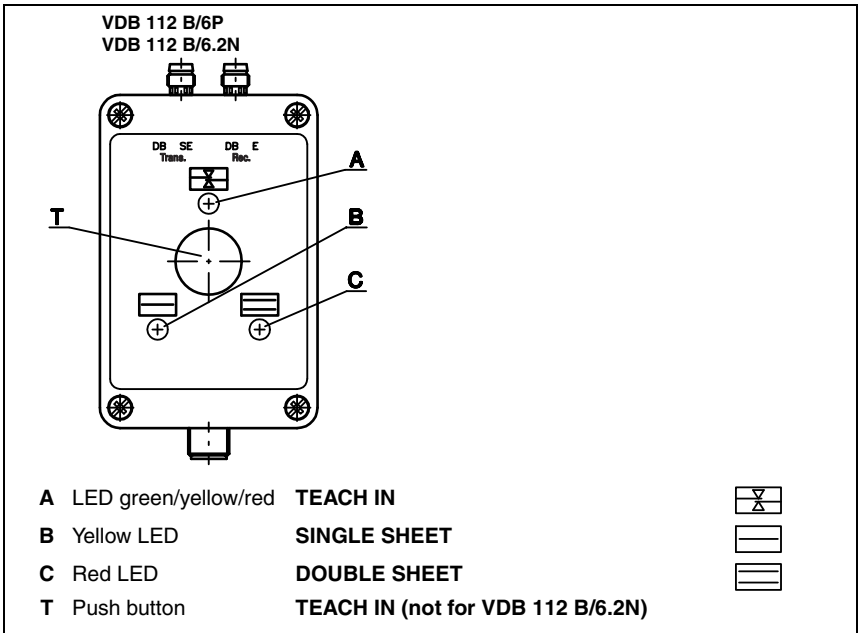 VDB 112 B/6P
VDB 112 B/6.2N
DB SE DB E
Trans. Rec.
A
T
B
C
A LED green/yellow/red TEACH IN
B Yellow LED SINGLE SHEET
C Red LED DOUBLE SHEET
T Push button TEACH IN (not for VDB 112 B/6.2N)